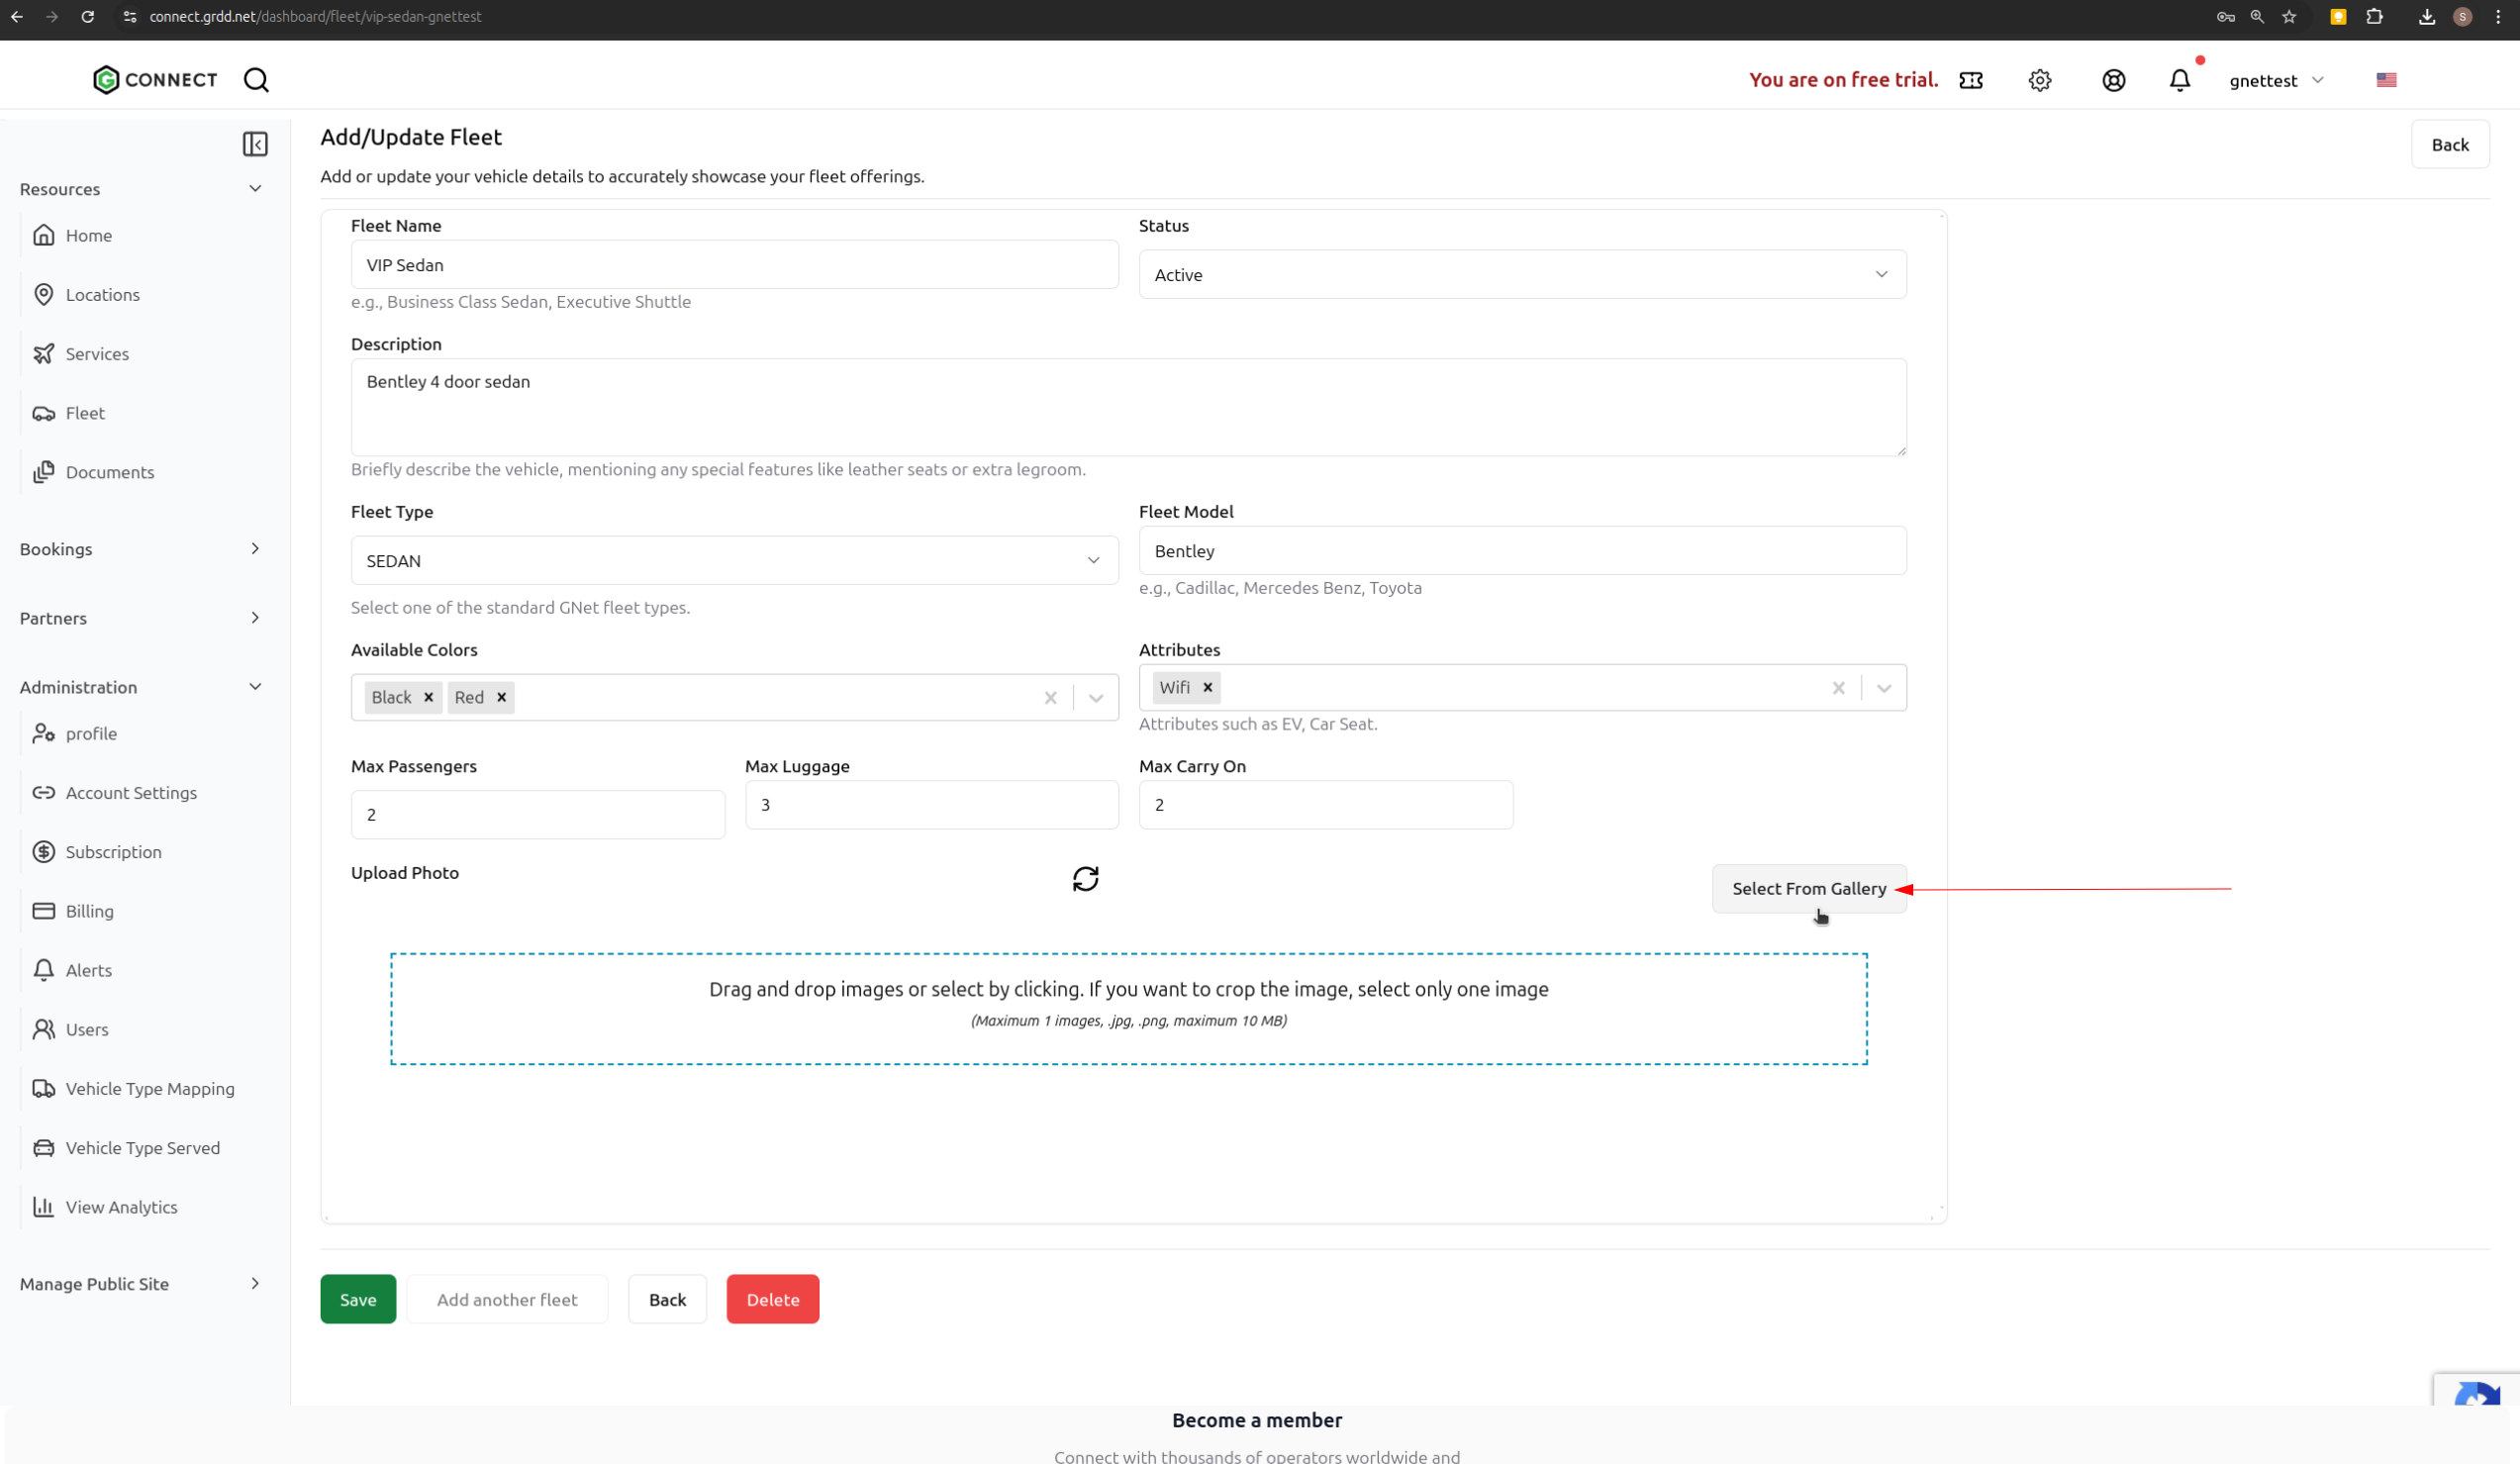 connect.grdd.net/dashboard/fleet/vip-sedan-gnettest
S
G CONNECT
You are on free trial.
gnettest
Add/Update Fleet
Back
Add or update your vehicle details to accurately showcase your fleet offerings.
Resources
Home
Locations
Services
Fleet
Documents
Bookings
Partners
Administration
profile
Account Settings
Subscription
Billing
Alerts
Users
Vehicle Type Mapping
Vehicle Type Served
View Analytics
Manage Public Site
Fleet Name
Status
VIP Sedan
Active
e.g., Business Class Sedan, Executive Shuttle
Description
Bentley 4 door sedan
Briefly describe the vehicle, mentioning any special features like leather seats or extra legroom.
Fleet Type
Fleet Model
SEDAN
Bentley
Select one of the standard GNet fleet types.
e.g., Cadillac, Mercedes Benz, Toyota
Available Colors
Attributes
Black Red
Wifi
Attributes such as EV, Car Seat.
Max Passengers
Max Luggage
Max Carry On
2
3
2
Upload Photo
Select From Gallery
Drag and drop images or select by clicking. If you want to crop the image, select only one image
(Maximum 1 images, .jpg, .png, maximum 10 MB)
Save
Add another fleet
Back
Delete
Become a member
Connect with thousands of operators worldwide and